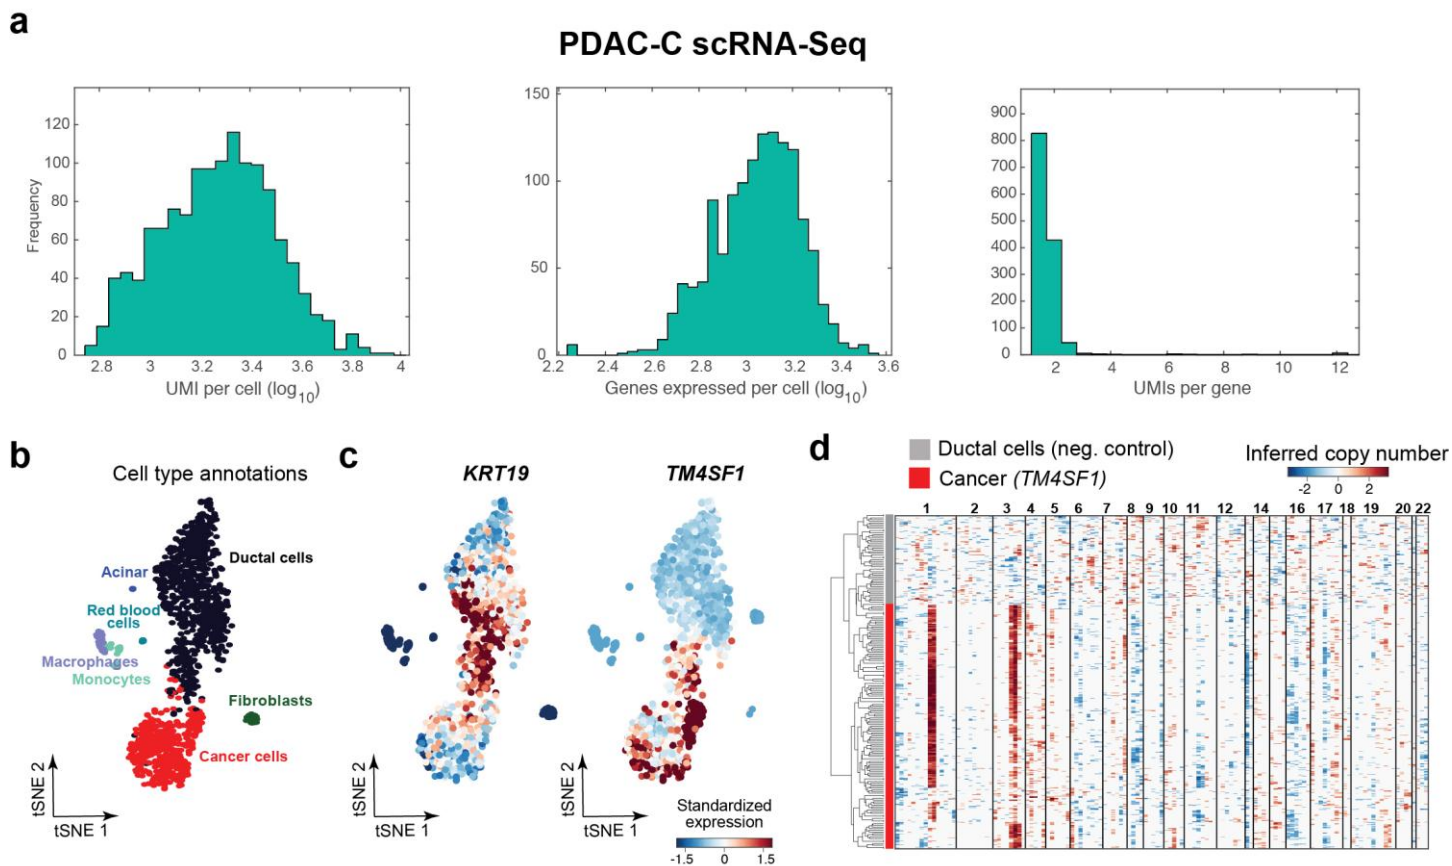 a
PDAC-C scRNA-Seq
Frequency
120
100
80
60
40
20
0
2.8 3 3.2 3.4 3.6 3.8 4
UMI per cell (log10)
150
100
50
0
2.2 2.4 2.6 2.8 3 3.2 3.4 3.6
Genes expressed per cell (log10)
900
800
700
600
500
400
300
200
100
0
2 4 6 8 10 12
UMIs per gene
b
Cell type annotations
Ductal cells
Acinar
Red blood
cells
Macrophages
Monocytes
Fibroblasts
Cancer cells
tSNE 2
tSNE 1
c
KRT19
TM4SF1
tSNE 2
tSNE 1
Standardized
expression
-1.5 0 1.5
d
Ductal cells (neg. control)
Cancer (TM4SF1)
Inferred copy number
-2 0 2
1 2 3 4 5 6 7 8 9 10 11 12 14 16 17 18 19 20 22